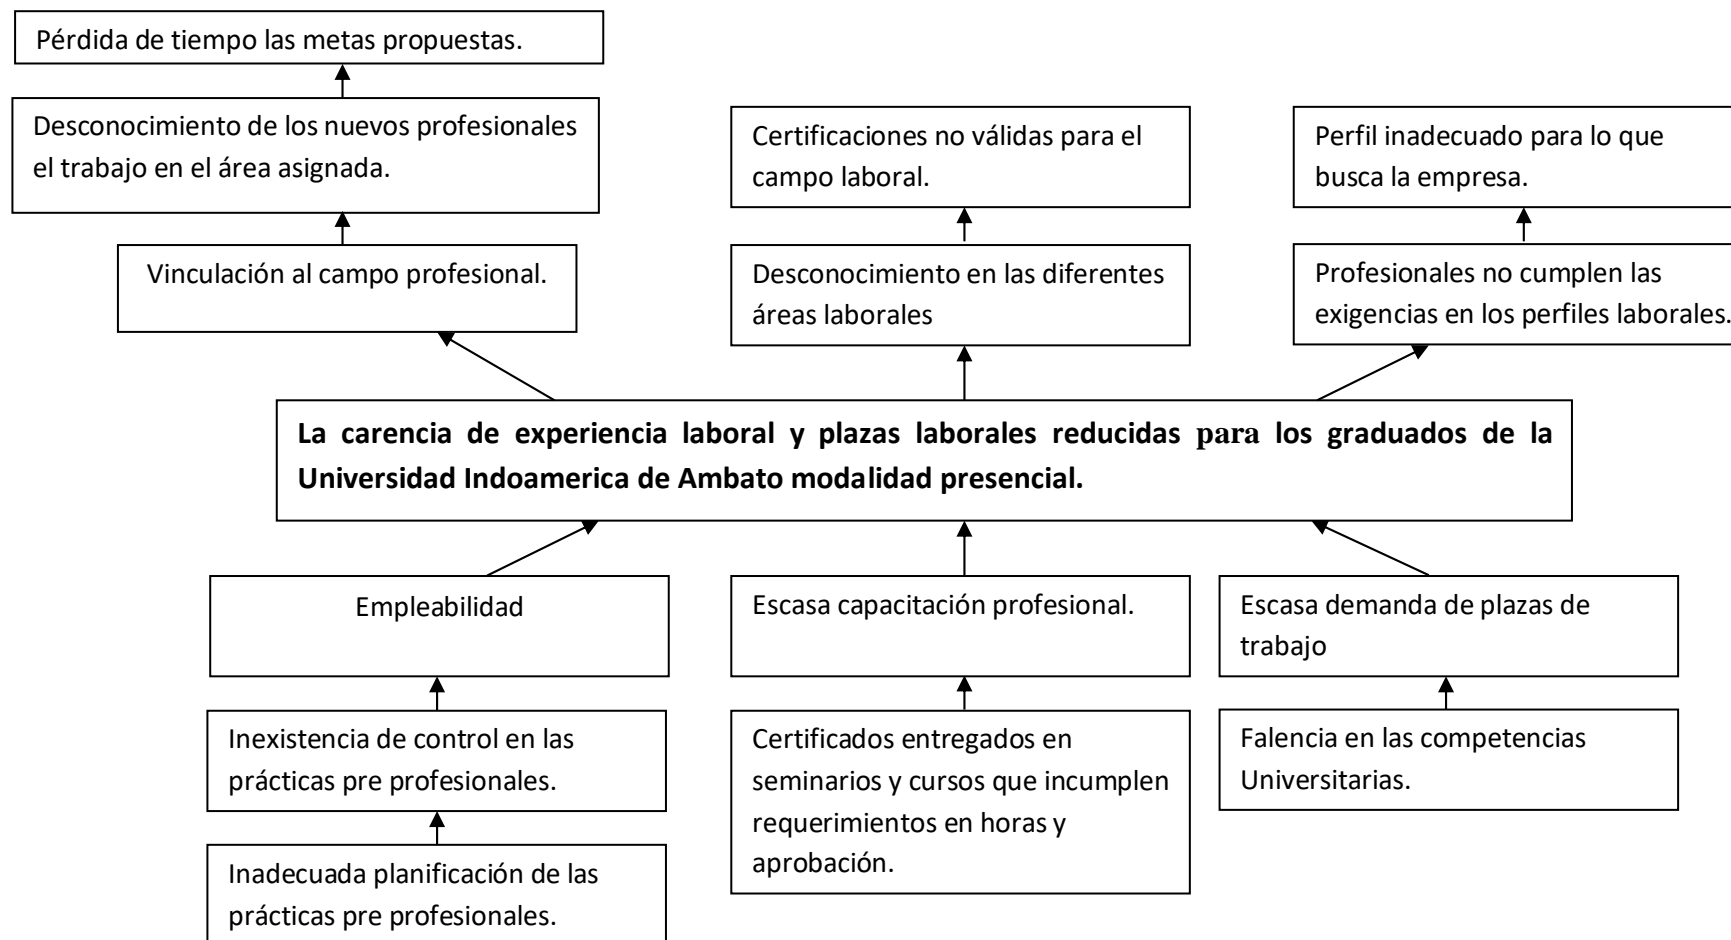 Pérdida de tiempo las metas propuestas.
Desconocimiento de los nuevos profesionales
el trabajo en el área asignada.
Certificaciones no válidas para el
campo laboral.
Perfil inadecuado para lo que
busca la empresa.
Vinculación al campo profesional.
Desconocimiento en las diferentes
áreas laborales
Profesionales no cumplen las
exigencias en los perfiles laborales.
La carencia de experiencia laboral y plazas laborales reducidas para los graduados de la
Universidad Indoamerica de Ambato modalidad presencial.
Empleabilidad
Escasa capacitación profesional.
Escasa demanda de plazas de
trabajo
Inexistencia de control en las
prácticas pre profesionales.
Certificados entregados en
seminarios y cursos que incumplen
requerimientos en horas y
aprobación.
Falencia en las competencias
Universitarias.
Inadecuada planificación de las
prácticas pre profesionales.